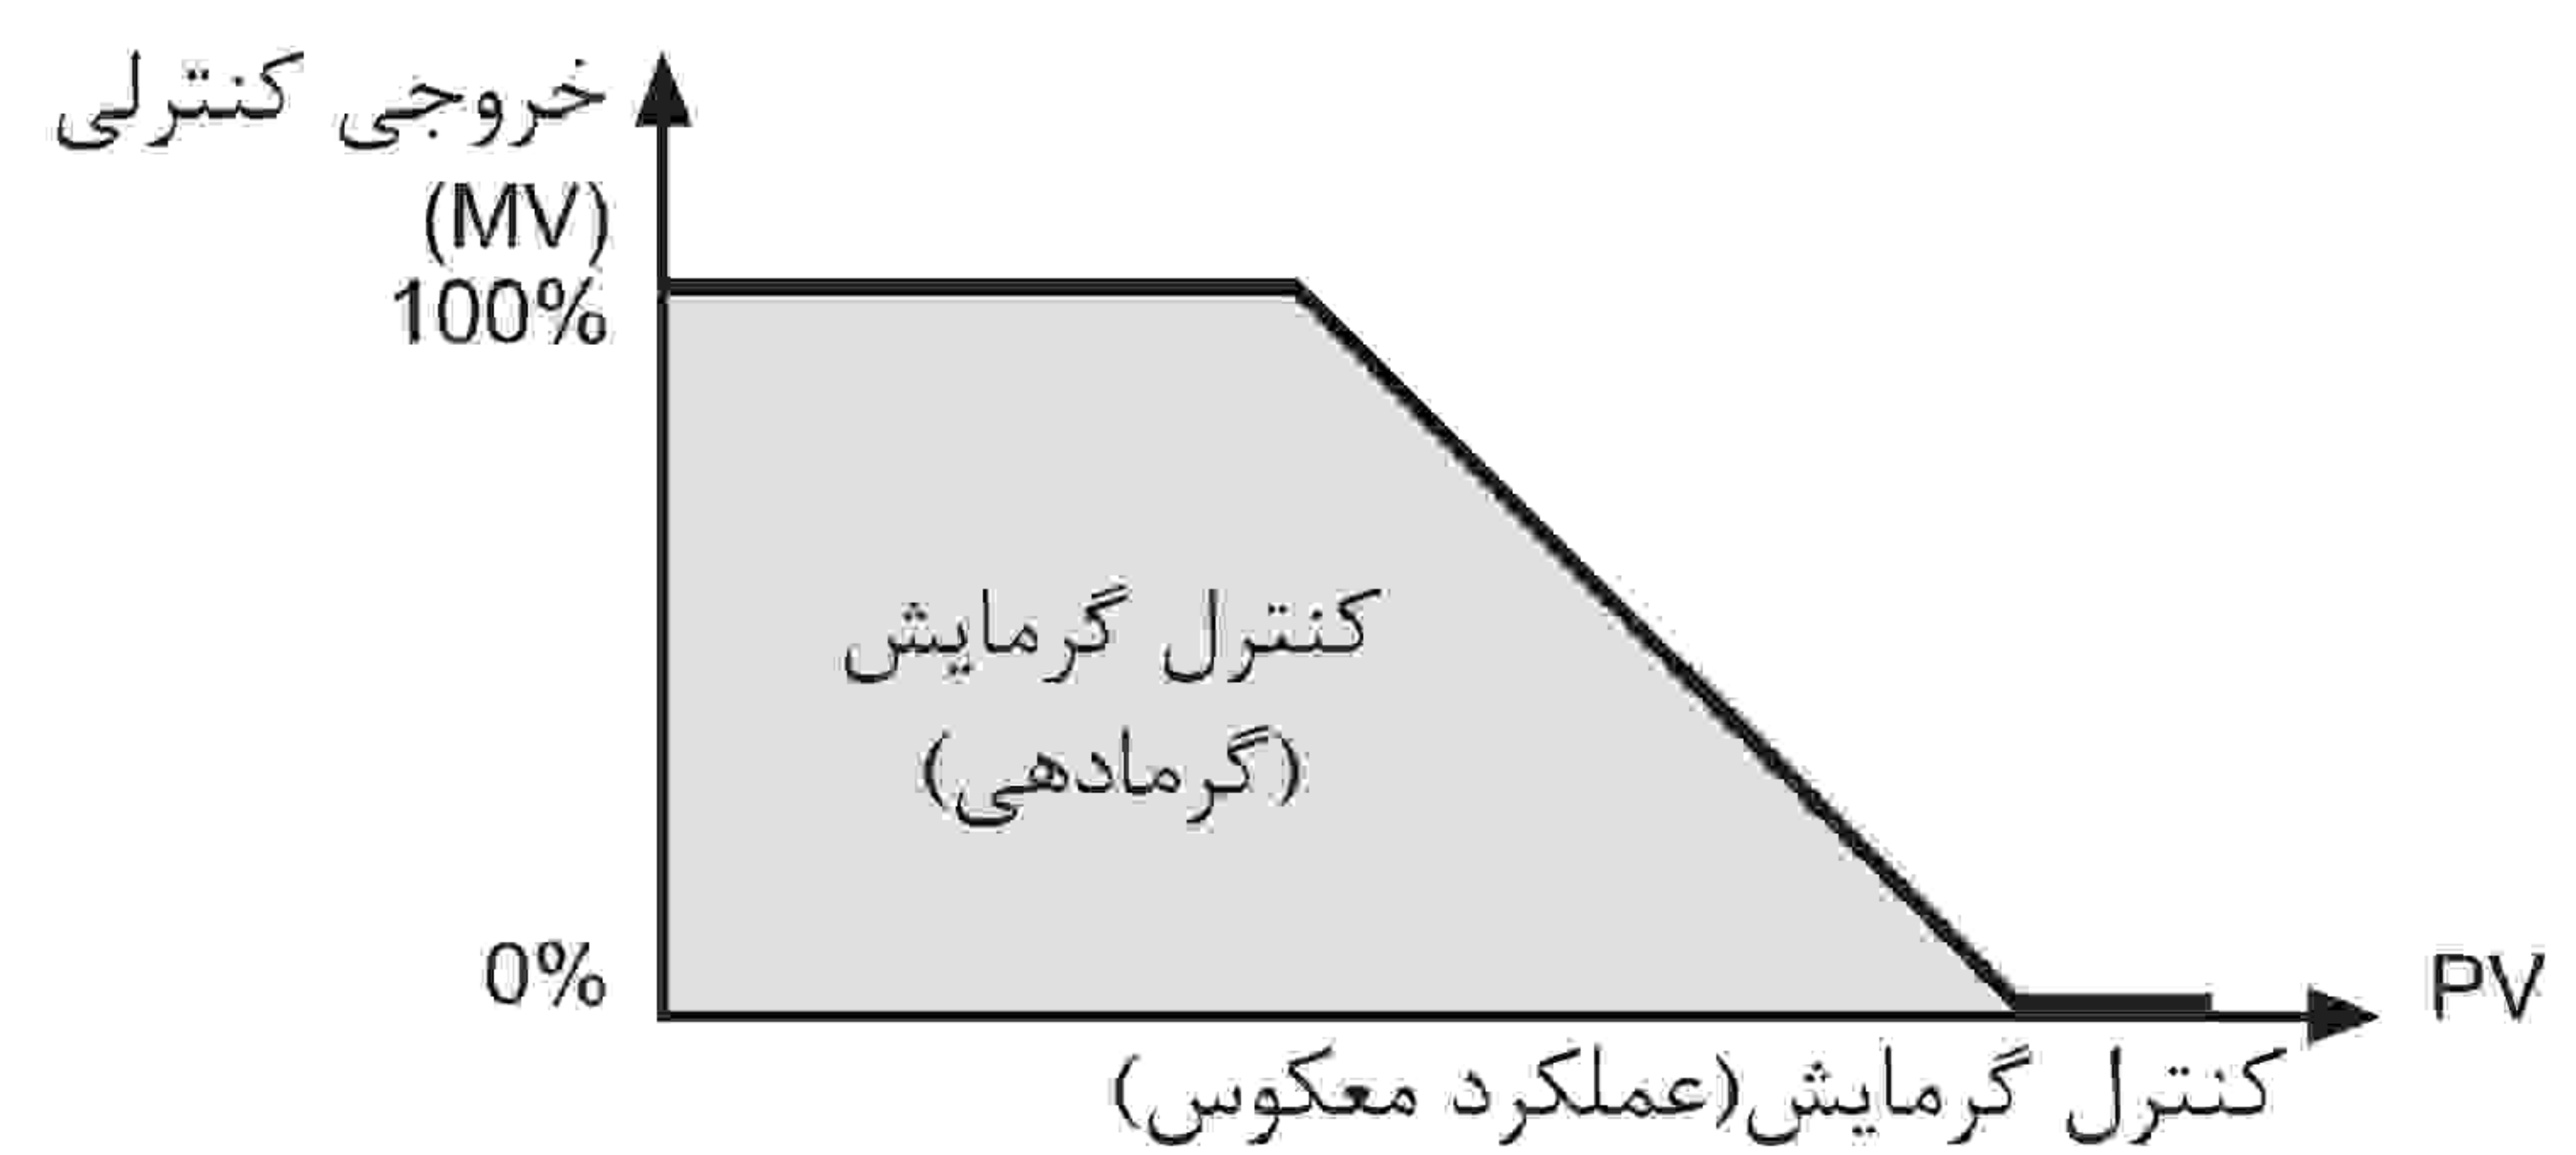 خروجی کنترلی
(MV)
100%
کنترل گرمایش
(گرمادهی)
0%
PV
کنترل گرمایش(عملکرد معکوس)